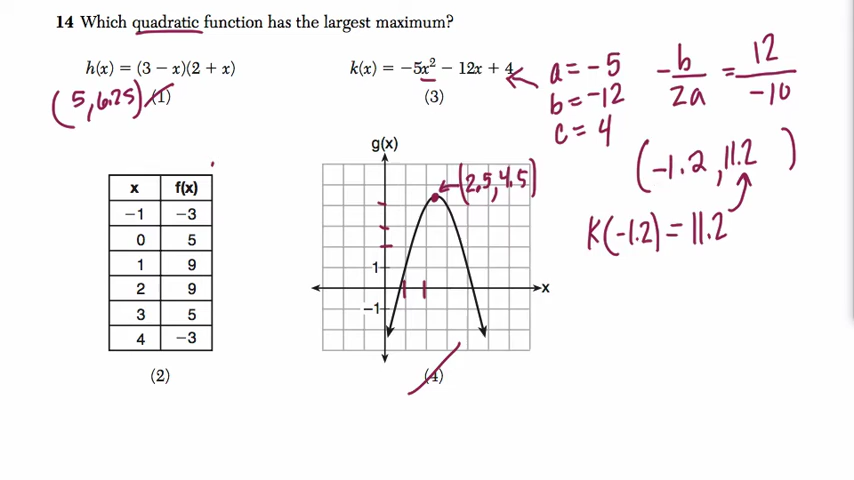 14 Which quadratic function has the largest maximum?
h(x) = (3 − x)(2 + x)
(5, 6.25) (1)
k(x) = −5x² − 12x + 4
(3)
a = -5
b = -12
c = 4
-b/2a = 12/-10
(-1.2, 11.2)
K(-1.2) = 11.2
x f(x)
−1 −3
0 5
1 9
2 9
3 5
4 −3
(2)
g(x)
(2.5, 4.5)
1
x
−1
(4)